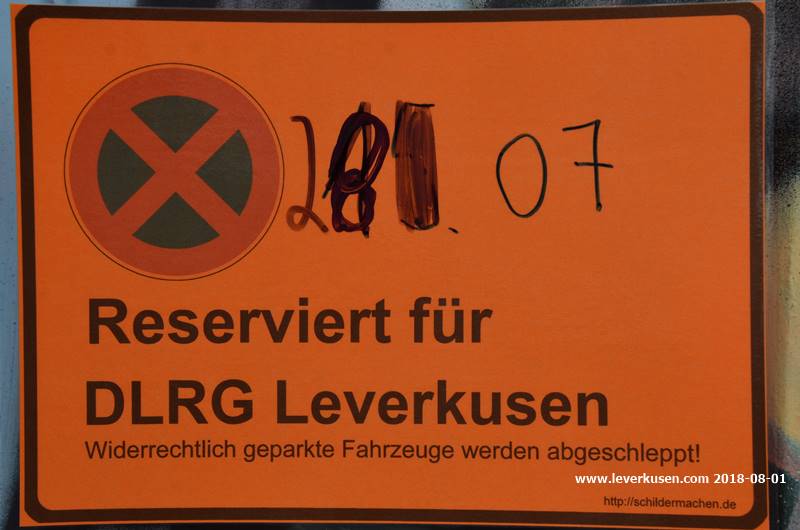 28. 07
Reserviert für
DLRG Leverkusen
Widerrechtlich geparkte Fahrzeuge werden abgeschleppt!
www.leverkusen.com 2018-08-01
http://schildermachen.de